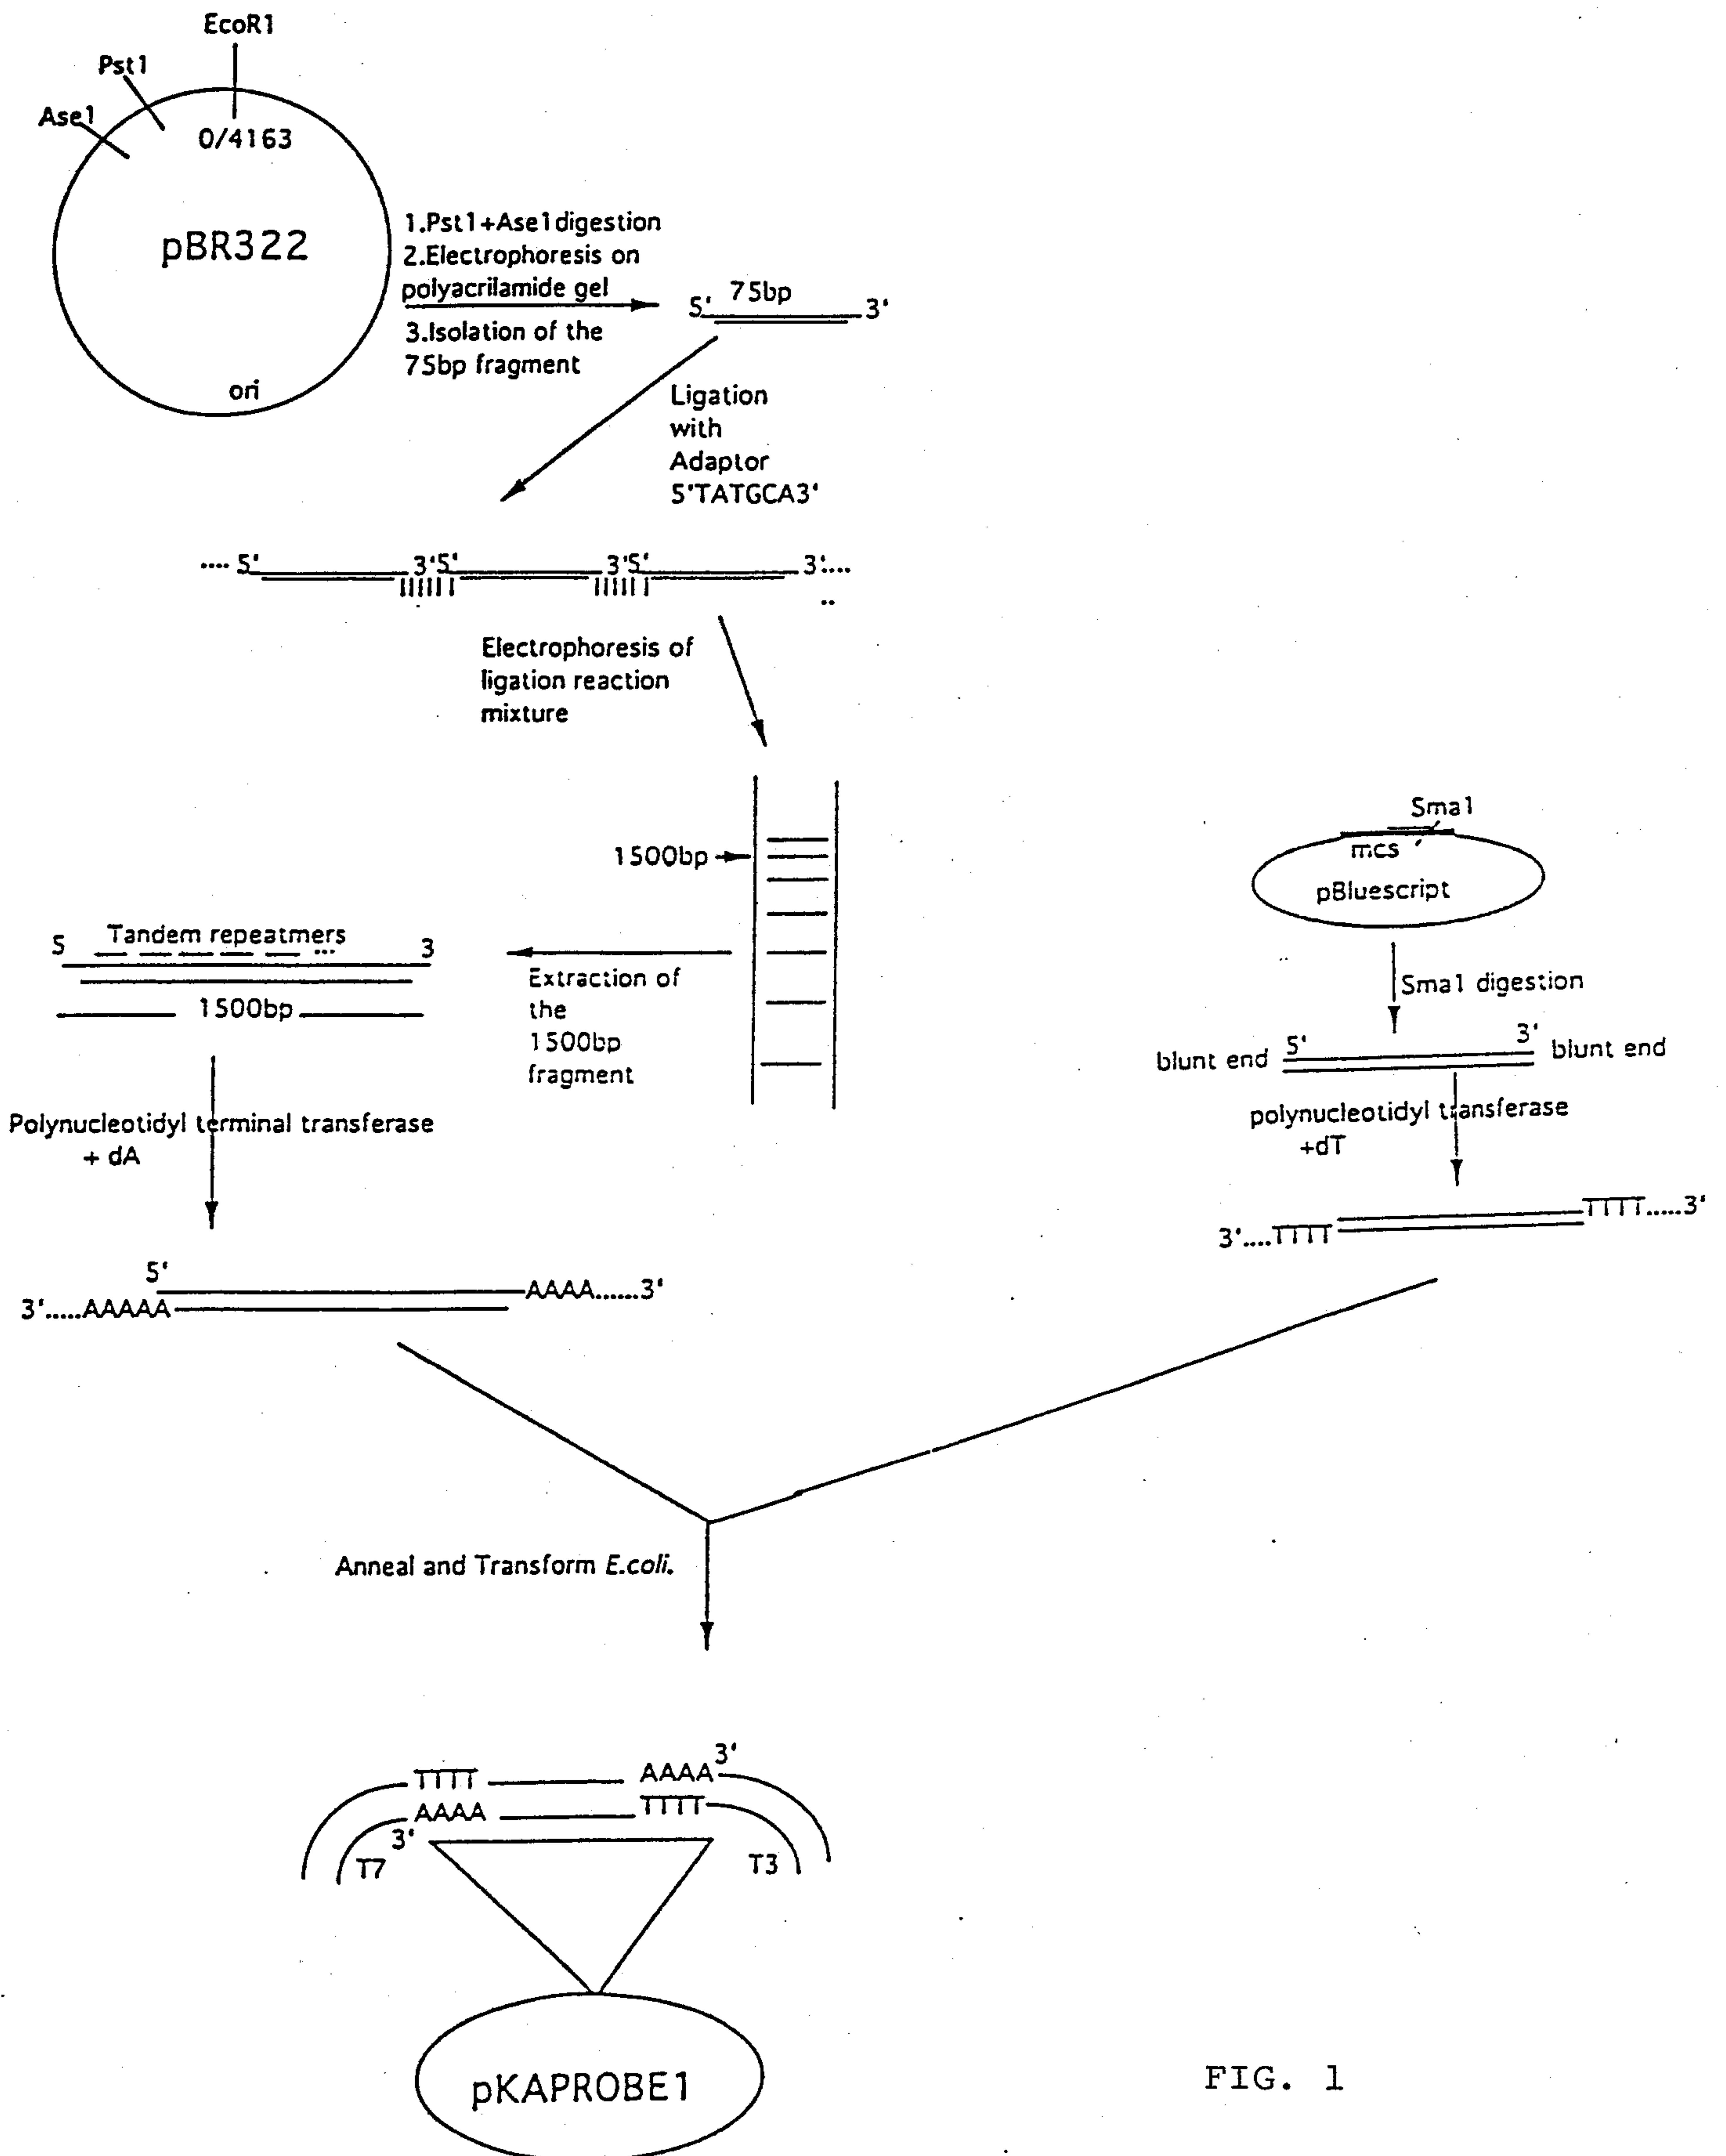 EcoR1
Pst1
Ase1
0/4163
pBR322
ori
1.Pst1+Ase1digestion
2.Electrophoresis on
polyacrilamide gel
3.Isolation of the
75bp fragment
5' 75bp 3'
Ligation
with
Adaptor
5'TATGCA3'
.... 5' 3'5' 3'5' 3'....
Electrophoresis of
ligation reaction
mixture
1500bp
Extraction of
the
1500bp
fragment
5 Tandem repeatmers ... 3
1500bp
Polynucleotidyl terminal transferase
+ dA
5'
AAAA......3'
3'.....AAAAA
Sma1
mcs
pBluescript
Sma1 digestion
blunt end 5' 3' blunt end
polynucleotidyl transferase
+dT
TTTT.....3'
3'....TTTT
Anneal and Transform E.coli.
TTTT AAAA 3'
AAAA TTTT
3'
T7 T3
pKAPROBE1
FIG. 1